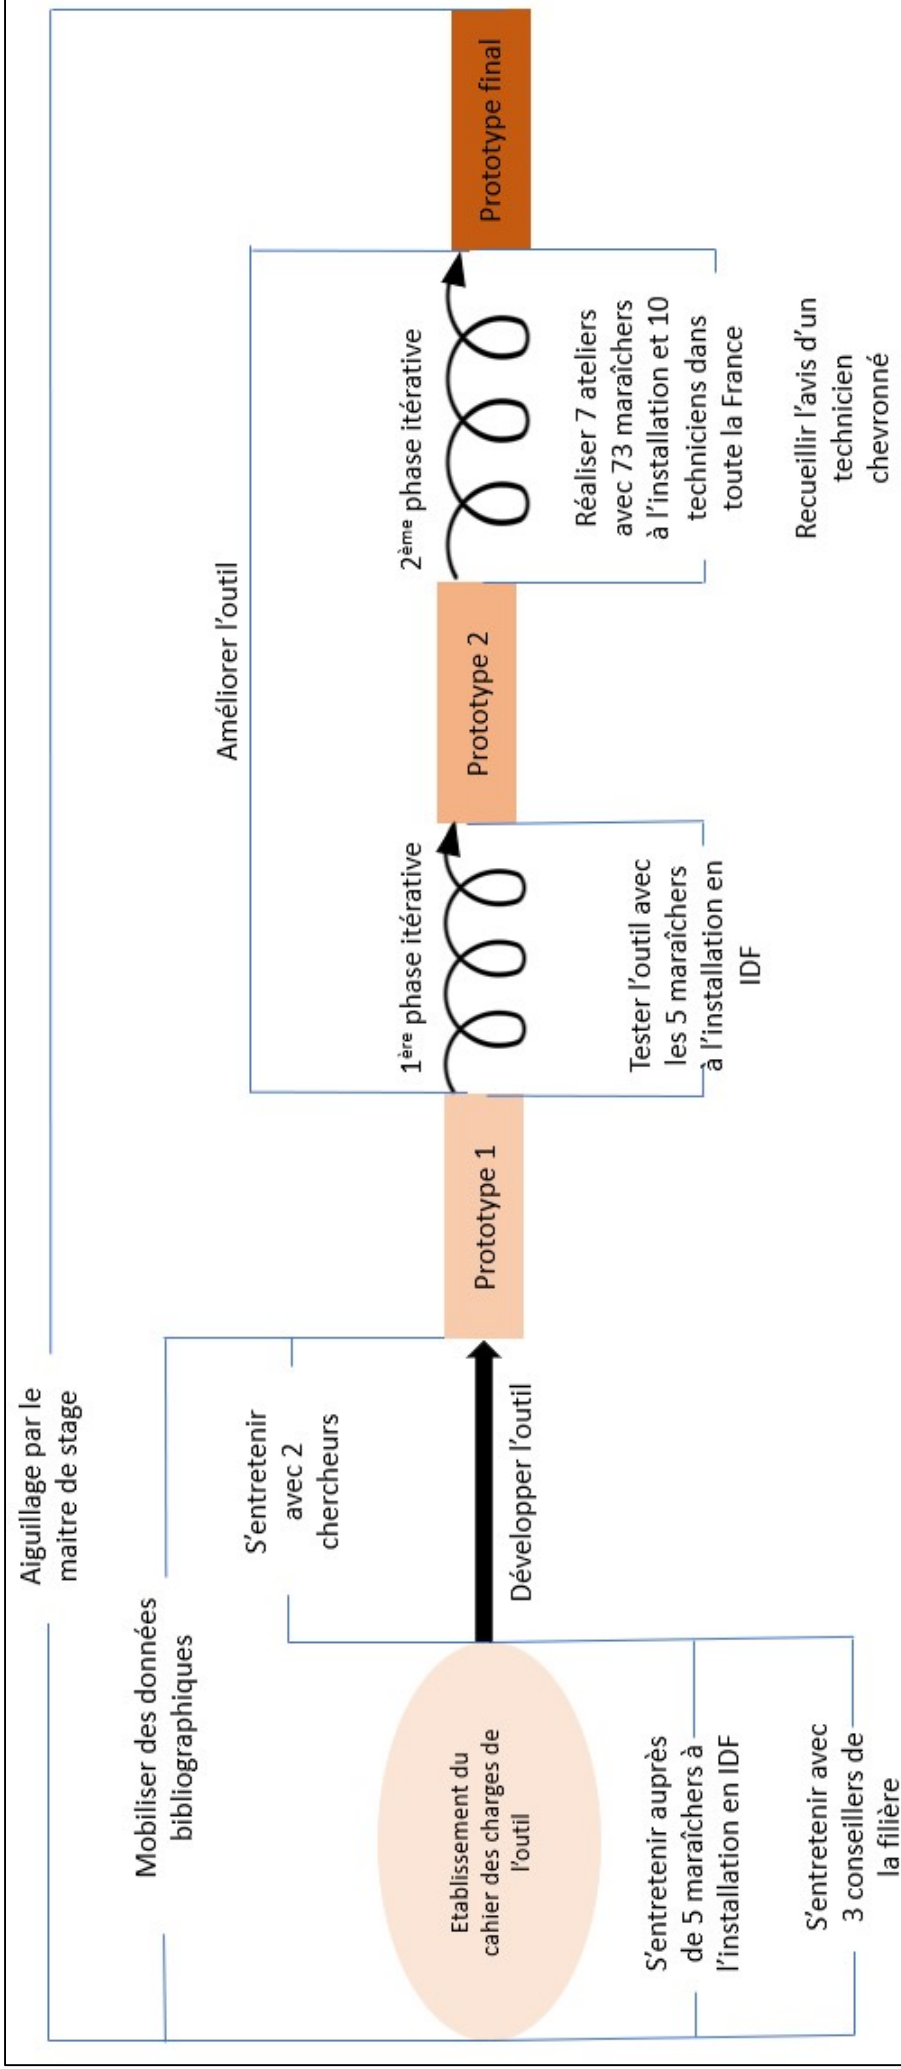 Aiguillage par le
maitre de stage
Mobiliser des données
bibliographiques
S'entretenir
avec 2
chercheurs
Améliorer l'outil
1ère phase itérative
2ème phase itérative
Etablissement du
cahier des charges de
l'outil
Développer l'outil
Prototype 1
Prototype 2
Prototype final
S'entretenir auprès
de 5 maraîchers à
l'installation en IDF
S'entretenir avec
3 conseillers de
la filière
Tester l'outil avec
les 5 maraîchers
à l'installation en
IDF
Réaliser 7 ateliers
avec 73 maraîchers
à l'installation et 10
techniciens dans
toute la France
Recueillir l'avis d'un
technicien
chevronné